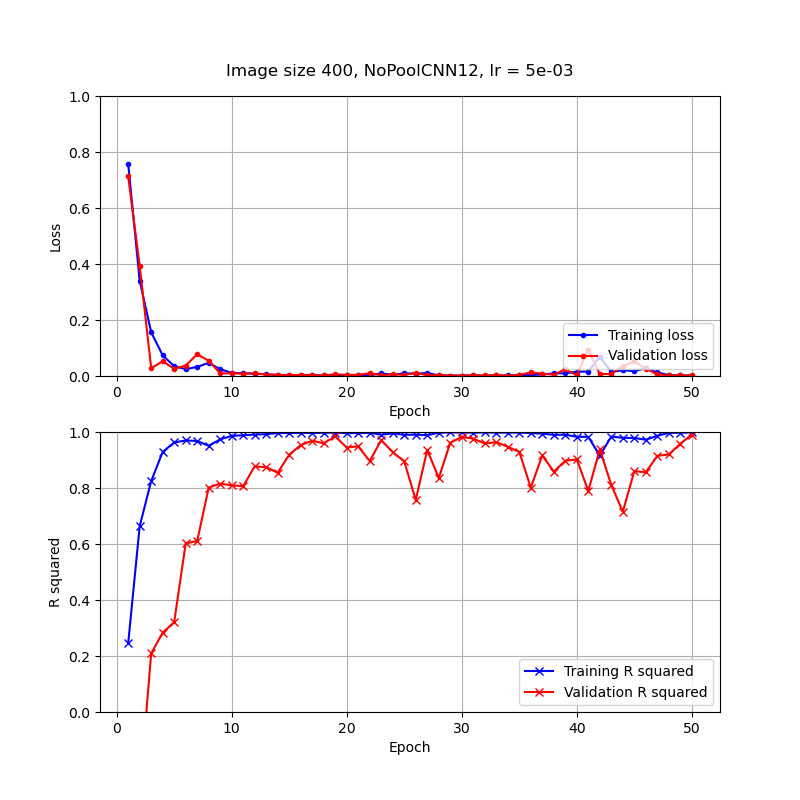 Image size 400, NoPoolCNN12, lr = 5e-03
1.0
0.8
0.6
0.4
0.2
0.0
Loss
Training loss
Validation loss
0 10 20 30 40 50
Epoch
1.0
0.8
0.6
0.4
0.2
0.0
R squared
Training R squared
Validation R squared
0 10 20 30 40 50
Epoch